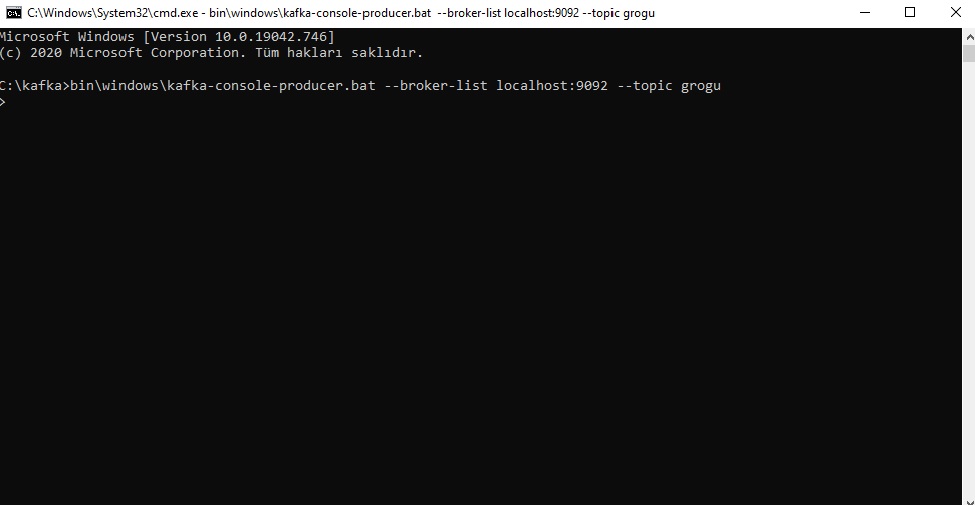 C:\Windows\System32\cmd.exe - bin\windows\kafka-console-producer.bat --broker-list localhost:9092 --topic grogu
Microsoft Windows [Version 10.0.19042.746]
(c) 2020 Microsoft Corporation. Tüm hakları saklıdır.
C:\kafka>bin\windows\kafka-console-producer.bat --broker-list localhost:9092 --topic grogu
>